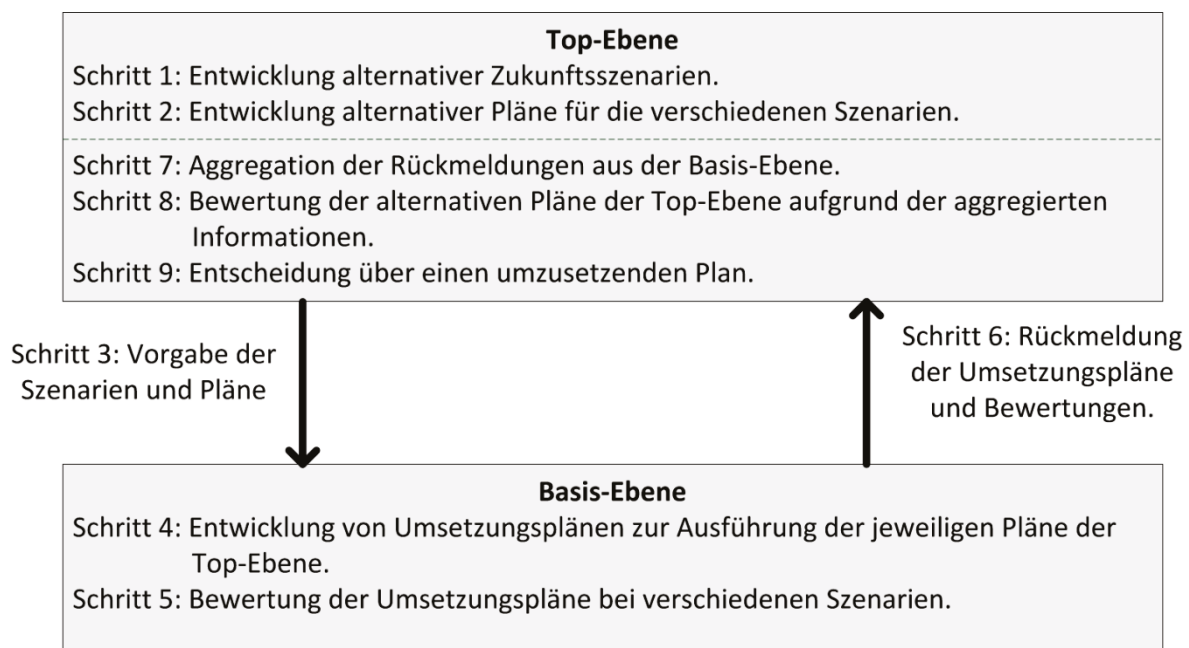 Top-Ebene
Schritt 1: Entwicklung alternativer Zukunftsszenarien.
Schritt 2: Entwicklung alternativer Pläne für die verschiedenen Szenarien.
Schritt 7: Aggregation der Rückmeldungen aus der Basis-Ebene.
Schritt 8: Bewertung der alternativen Pläne der Top-Ebene aufgrund der aggregierten
Informationen.
Schritt 9: Entscheidung über einen umzusetzenden Plan.
Schritt 3: Vorgabe der
Szenarien und Pläne
Schritt 6: Rückmeldung
der Umsetzungspläne
und Bewertungen.
Basis-Ebene
Schritt 4: Entwicklung von Umsetzungsplänen zur Ausführung der jeweiligen Pläne der
Top-Ebene.
Schritt 5: Bewertung der Umsetzungspläne bei verschiedenen Szenarien.